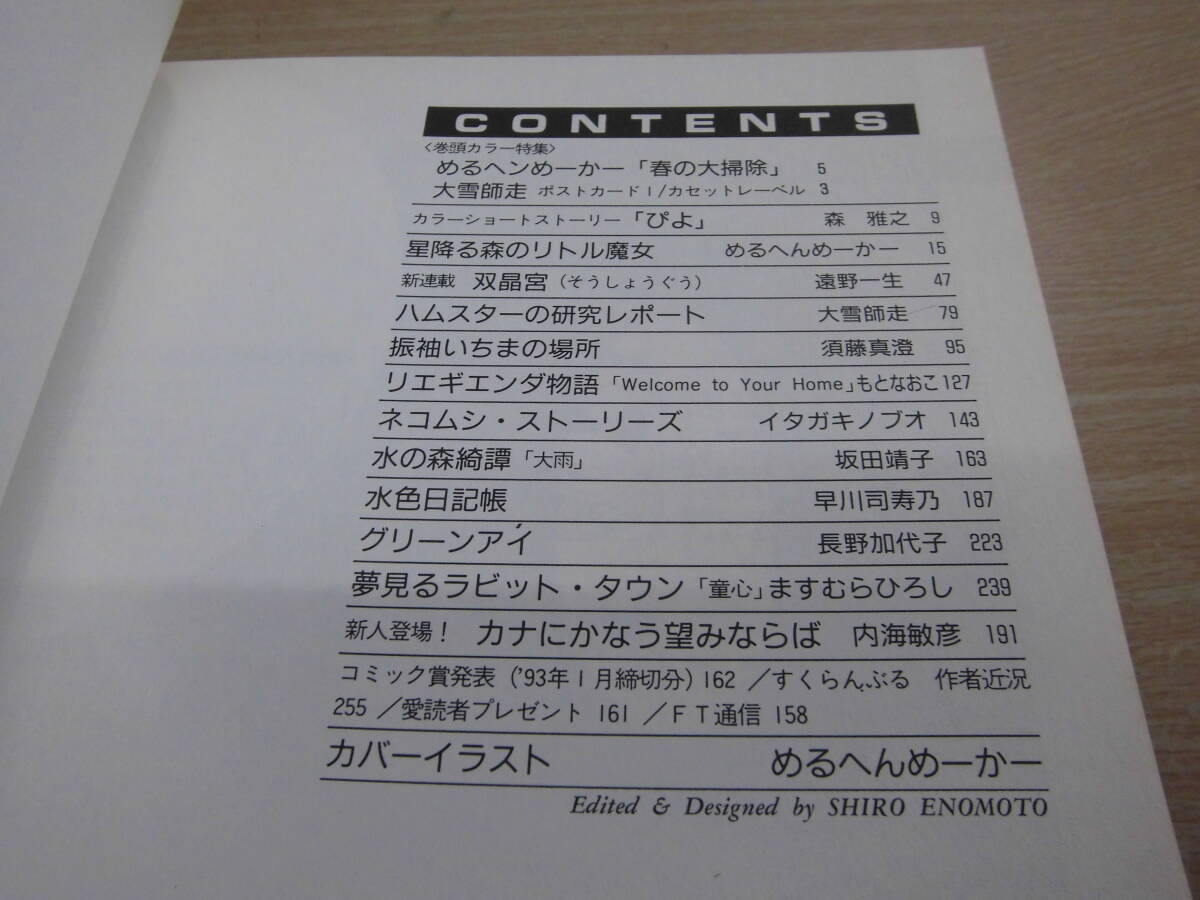 CONTENTS
〈巻頭カラー特集〉
めるヘンめーかー「春の大掃除」 5
大雪師走 ポストカード1/カセットレーベル 3
カラーショートストーリー「ぴよ」 森 雅之 9
星降る森のリトル魔女 めるへんめーかー 15
新連載 双晶宮（そうしょうぐう） 遠野一生 47
ハムスターの研究レポート 大雪師走 79
振袖いちまの場所 須藤真澄 95
リエギエンダ物語「Welcome to Your Home」もとなおこ 127
ネコムシ・ストーリーズ イタガキノブオ 143
水の森綺譚「大雨」 坂田靖子 163
水色日記帳 早川司寿乃 187
グリーンアイ 長野加代子 223
夢見るラビット・タウン「童心」ますむらひろし 239
新人登場！ カナにかなう望みならば 内海敏彦 191
コミック賞発表（'93年1月締切分）162 ／すくらんぶる 作者近況
255 ／愛読者プレゼント 161 ／ＦＴ通信 158
カバーイラスト めるへんめーかー
Edited & Designed by SHIRO ENOMOTO